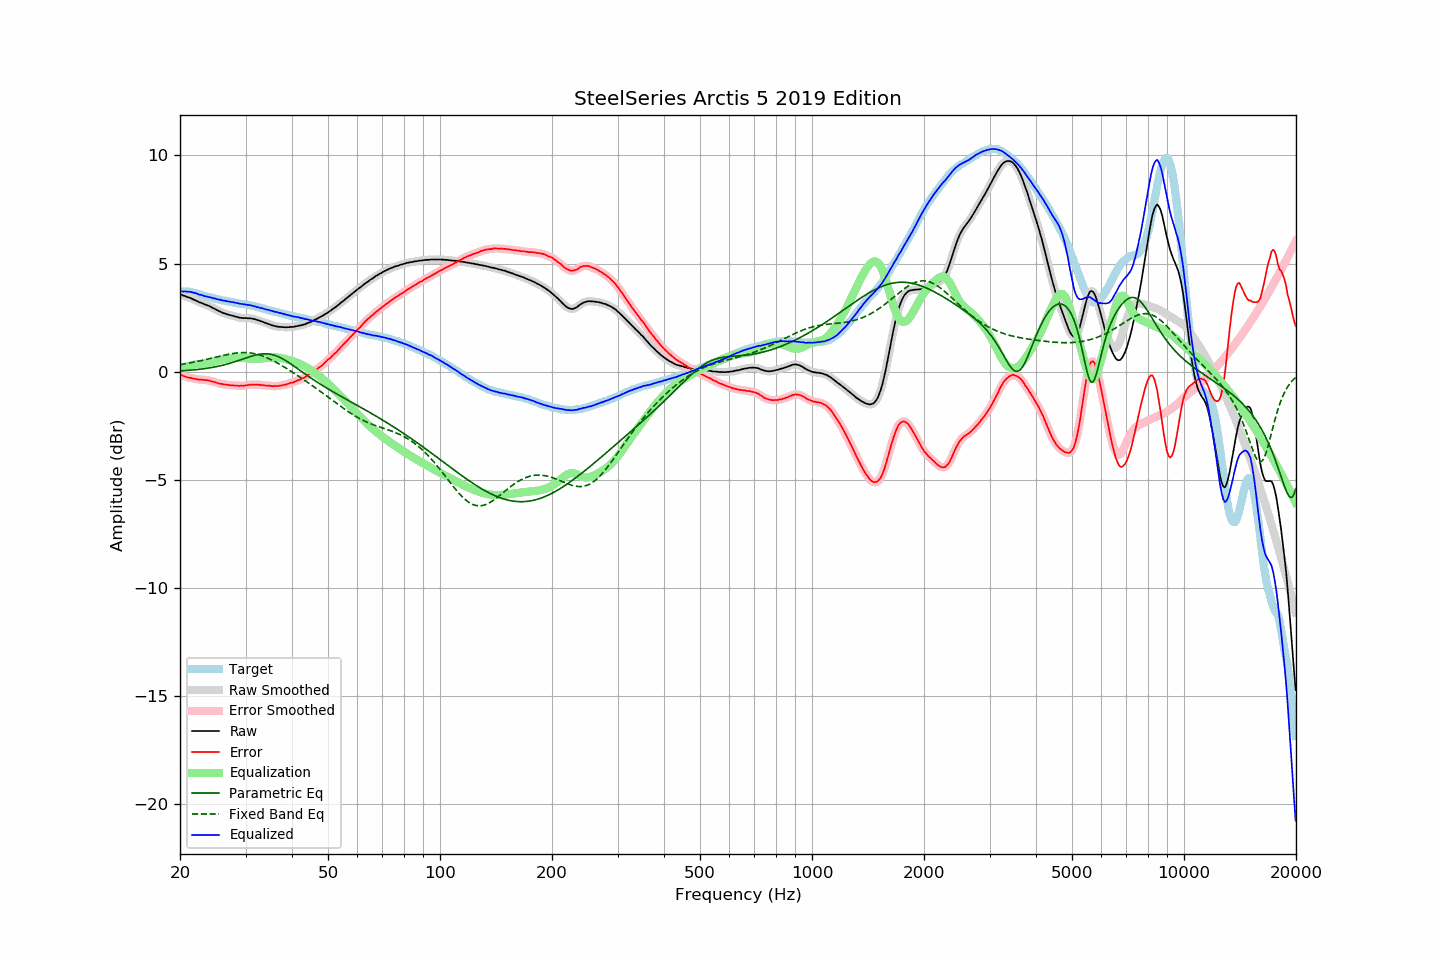 SteelSeries Arctis 5 2019 Edition
10
5
0
−5
−10
−15
−20
Amplitude (dBr)
Target
Raw Smoothed
Error Smoothed
Raw
Error
Equalization
Parametric Eq
Fixed Band Eq
Equalized
20 50 100 200 500 1000 2000 5000 10000 20000
Frequency (Hz)